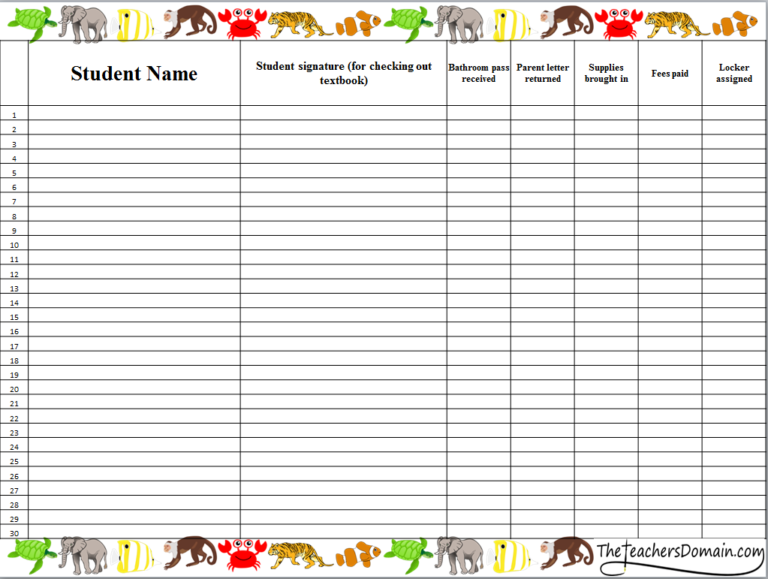 Student Name
Student signature (for checking out
textbook)
Bathroom pass
received
Parent letter
returned
Supplies
brought in
Fees paid
Locker
assigned
1
2
3
4
5
6
7
8
9
10
11
12
13
14
15
16
17
18
19
20
21
22
23
24
25
26
27
28
29
30
TheTeachersDomain.com